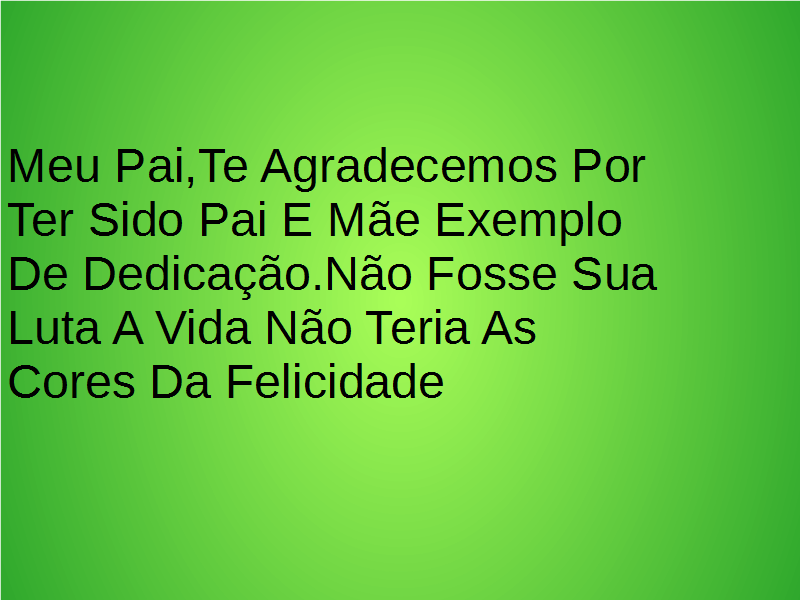 Meu Pai,Te Agradecemos Por
Ter Sido Pai E Mãe Exemplo
De Dedicação.Não Fosse Sua
Luta A Vida Não Teria As
Cores Da Felicidade